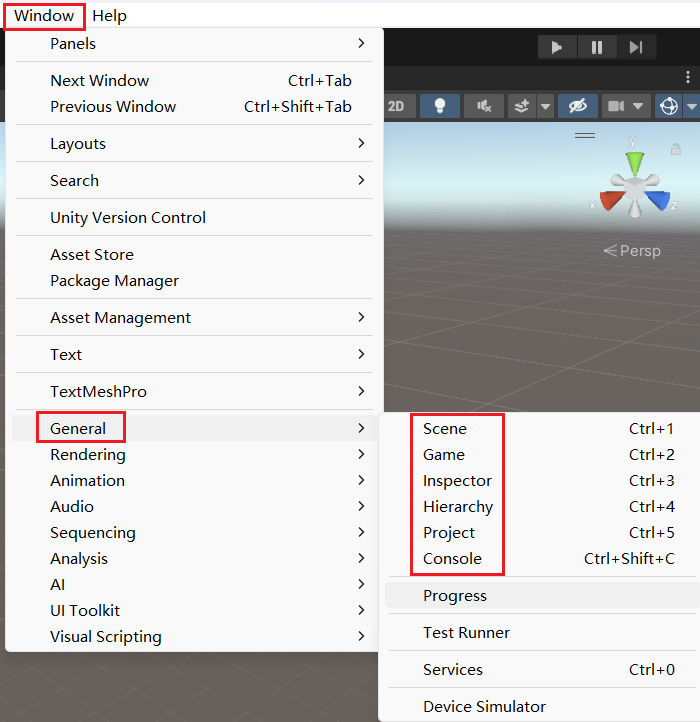 Window Help
Panels
Next Window Ctrl+Tab
Previous Window Ctrl+Shift+Tab
2D
Layouts
Search
y
x z
Unity Version Control
Persp
Asset Store
Package Manager
Asset Management
Text
TextMeshPro
General
Rendering
Animation
Audio
Sequencing
Analysis
AI
UI Toolkit
Visual Scripting
Scene Ctrl+1
Game Ctrl+2
Inspector Ctrl+3
Hierarchy Ctrl+4
Project Ctrl+5
Console Ctrl+Shift+C
Progress
Test Runner
Services Ctrl+0
Device Simulator